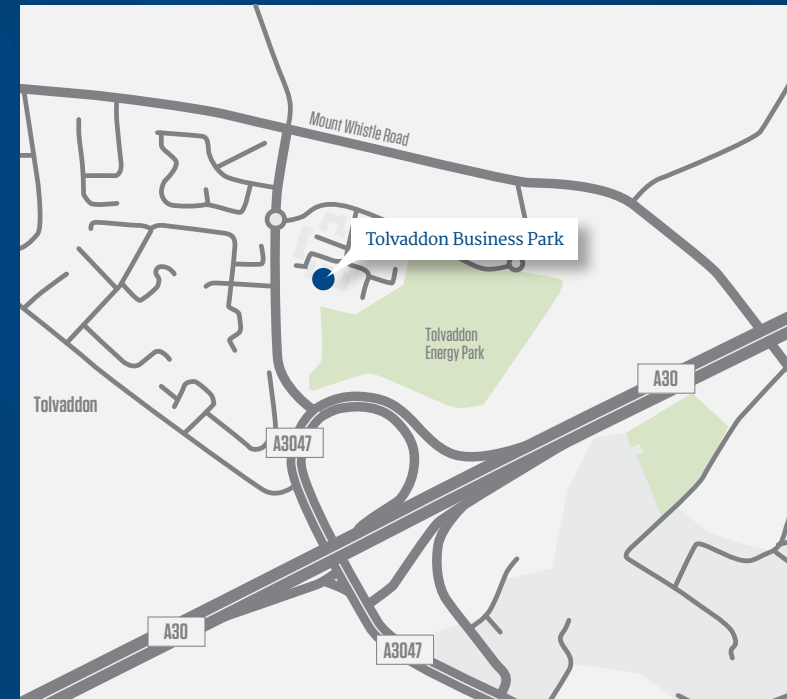 Mount Whistle Road
Tolvaddon Business Park
Tolvaddon
Energy Park
A30
Tolvaddon
A3047
A30
A3047